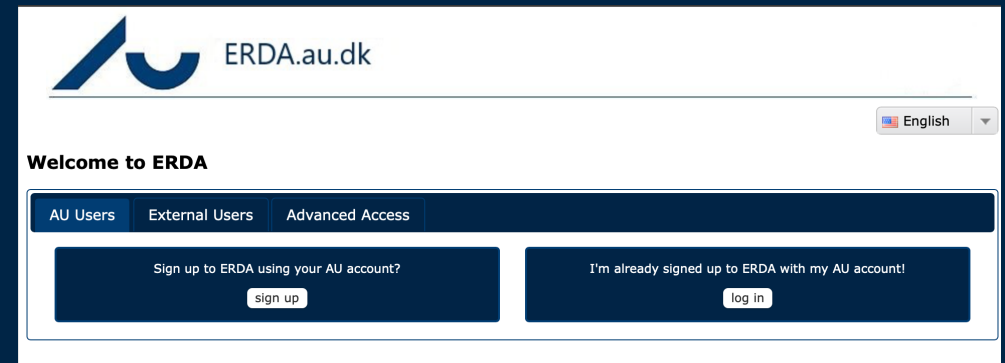 ERDA.au.dk
English
Welcome to ERDA
AU Users External Users Advanced Access
Sign up to ERDA using your AU account?
sign up
I'm already signed up to ERDA with my AU account!
log in